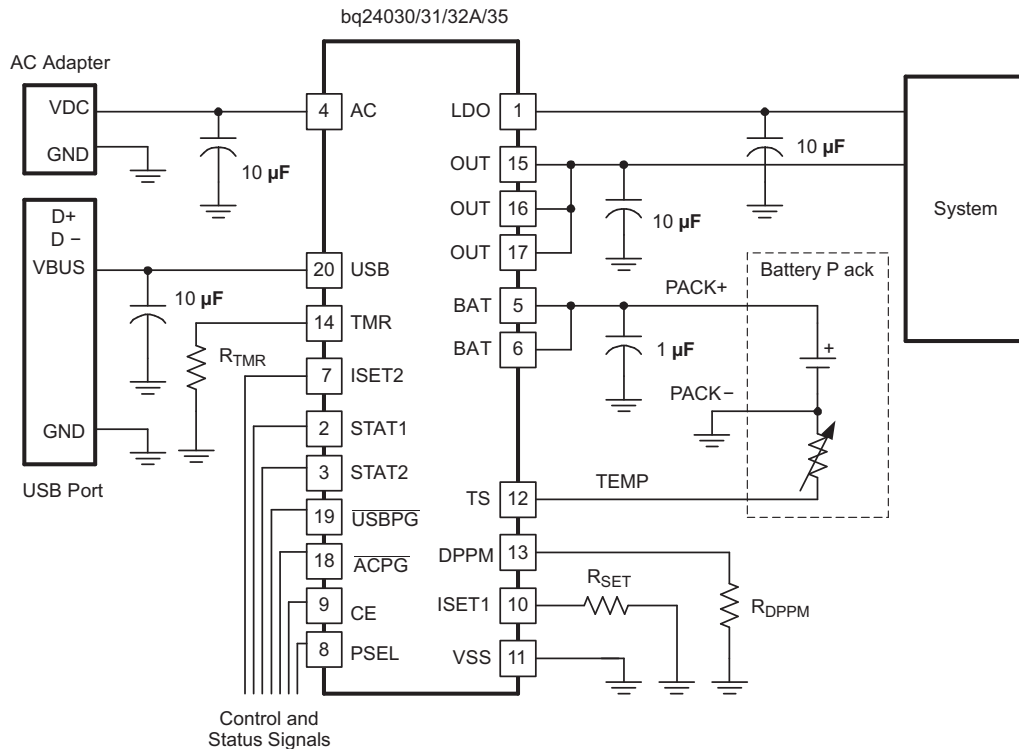 bq24030/31/32A/35
AC Adapter
VDC
GND
4
AC
10 µF
D+
D −
VBUS
GND
USB Port
20
USB
10 µF
14
TMR
RTMR
7
ISET2
2
STAT1
3
STAT2
19
USBPG
18
ACPG
9
CE
8
PSEL
Control and
Status Signals
LDO
1
10 µF
OUT
15
OUT
16
OUT
17
10 µF
System
BAT
5
BAT
6
PACK+
1 µF
Battery P ack
+
PACK−
TS
12
TEMP
DPPM
13
RDPPM
ISET1
10
RSET
VSS
11